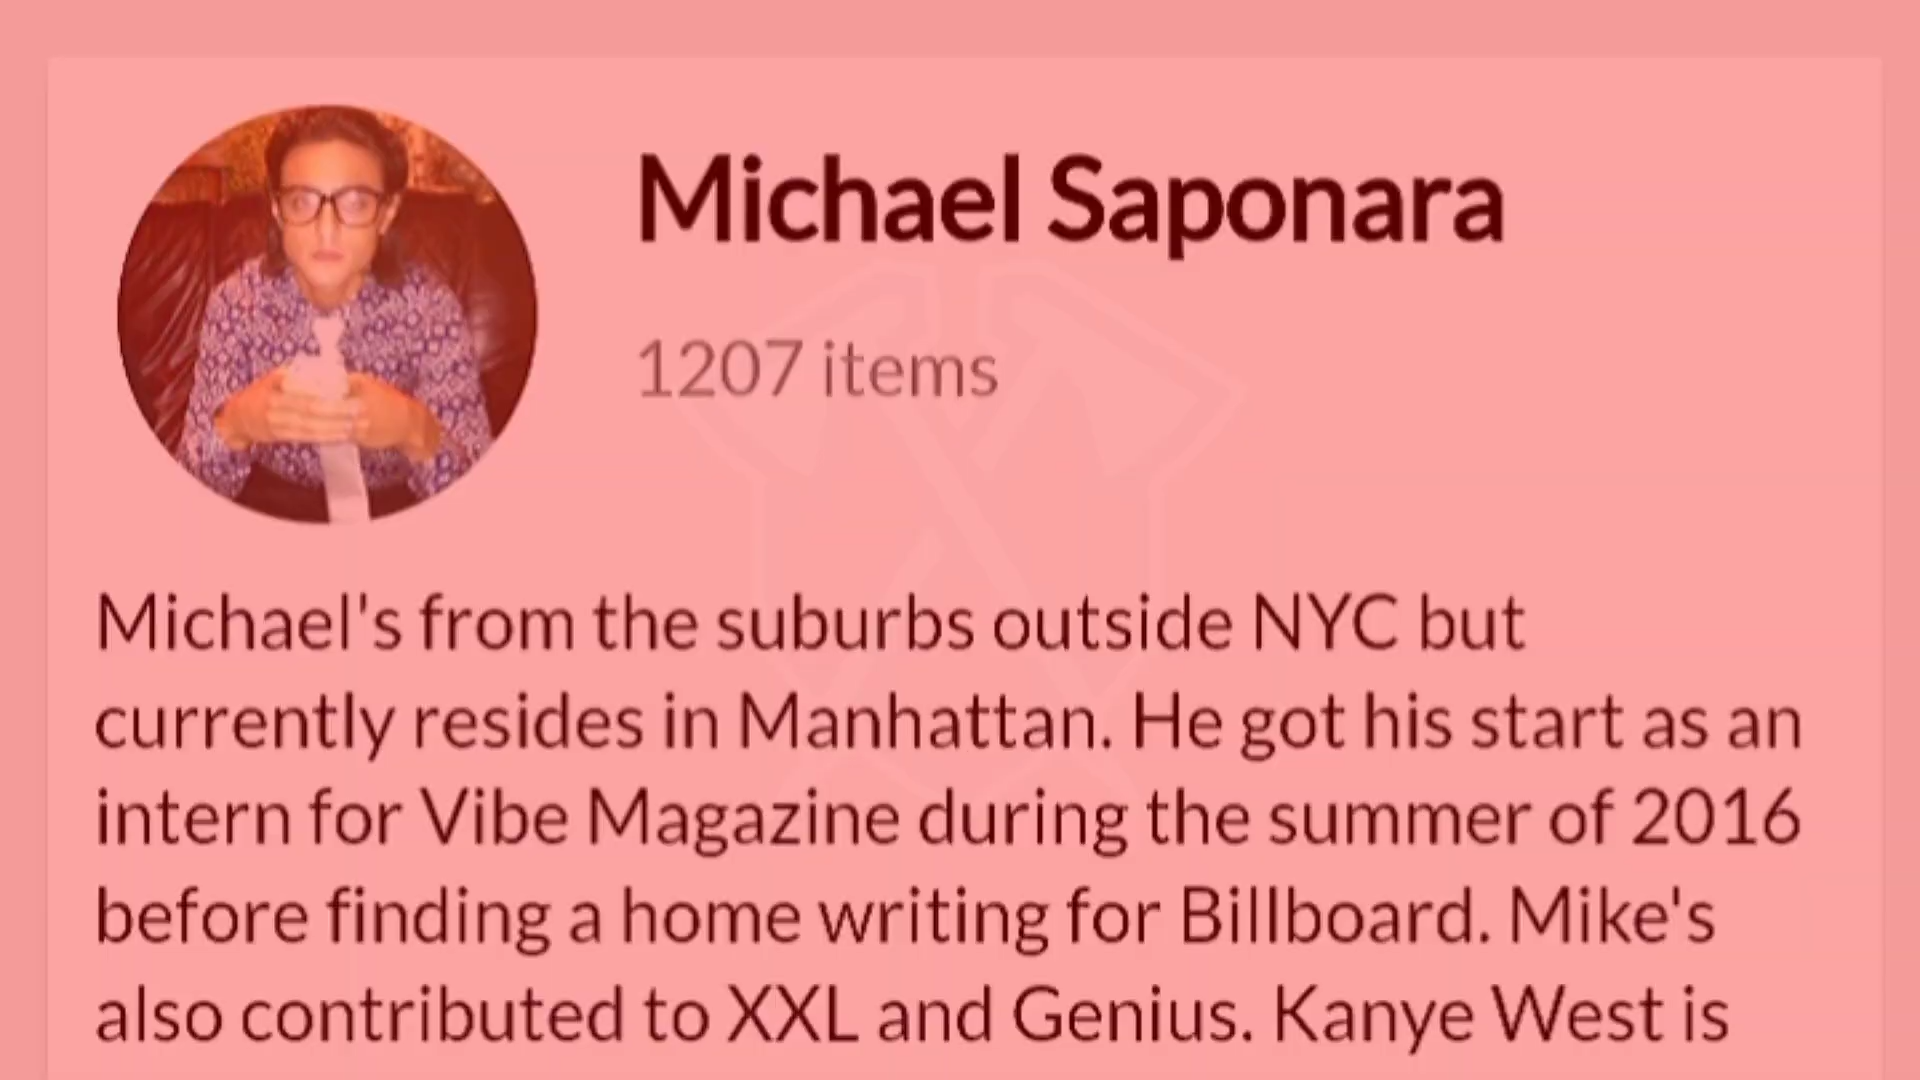 Michael Saponara
1207 items
Michael's from the suburbs outside NYC but
currently resides in Manhattan. He got his start as an
intern for Vibe Magazine during the summer of 2016
before finding a home writing for Billboard. Mike's
also contributed to XXL and Genius. Kanye West is